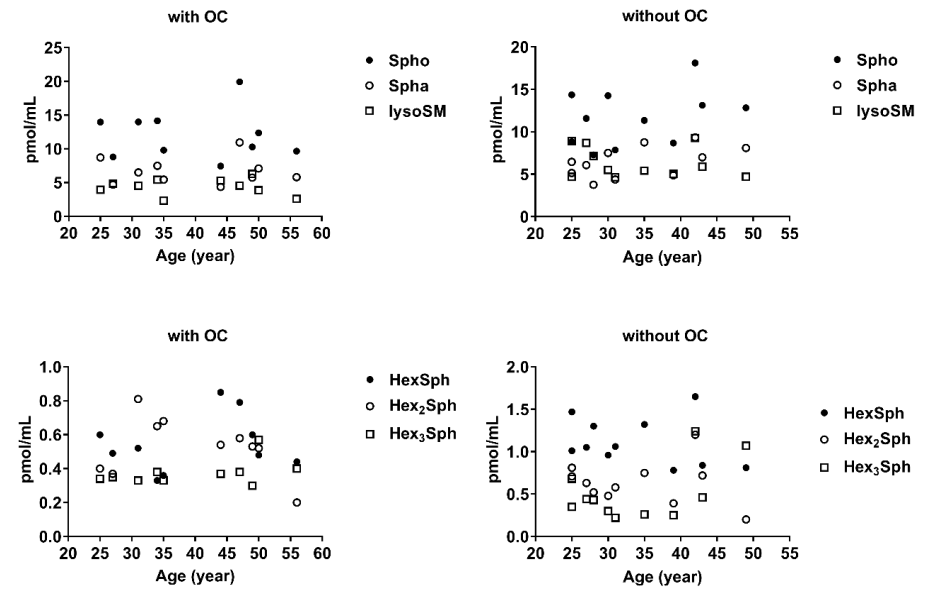 with OC
25
20
15
10
5
0
pmol/mL
20 25 30 35 40 45 50 55 60
Age (year)
Spho
Spha
lysoSM
without OC
20
15
10
5
0
pmol/mL
20 25 30 35 40 45 50 55
Age (year)
Spho
Spha
lysoSM
with OC
1.0
0.8
0.6
0.4
0.2
0.0
pmol/mL
20 25 30 35 40 45 50 55 60
Age (year)
HexSph
Hex₂Sph
Hex₃Sph
without OC
2.0
1.5
1.0
0.5
0.0
pmol/mL
20 25 30 35 40 45 50 55
Age (year)
HexSph
Hex₂Sph
Hex₃Sph